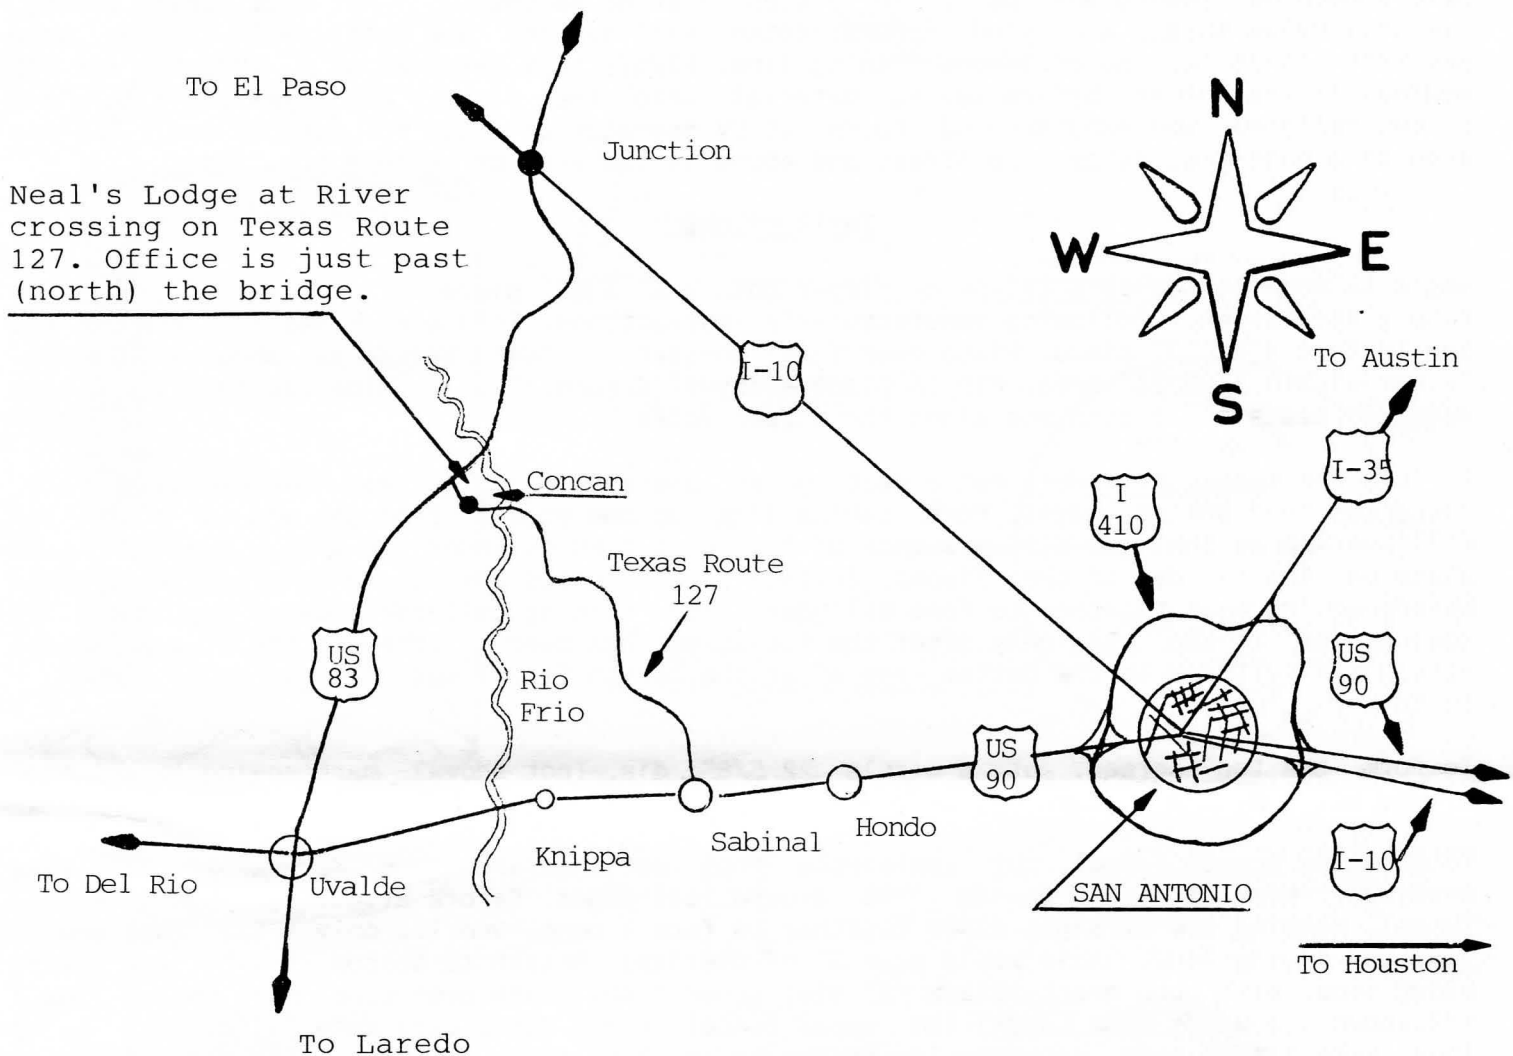 To El Paso
Junction
Neal's Lodge at River
crossing on Texas Route
127. Office is just past
(north) the bridge.
N
W
E
S
I-10
To Austin
I-35
I
410
Concan
Texas Route
127
US
83
Rio
Frio
US
90
US
90
Hondo
Sabinal
Knippa
Uvalde
To Del Rio
SAN ANTONIO
I-10
To Houston
To Laredo